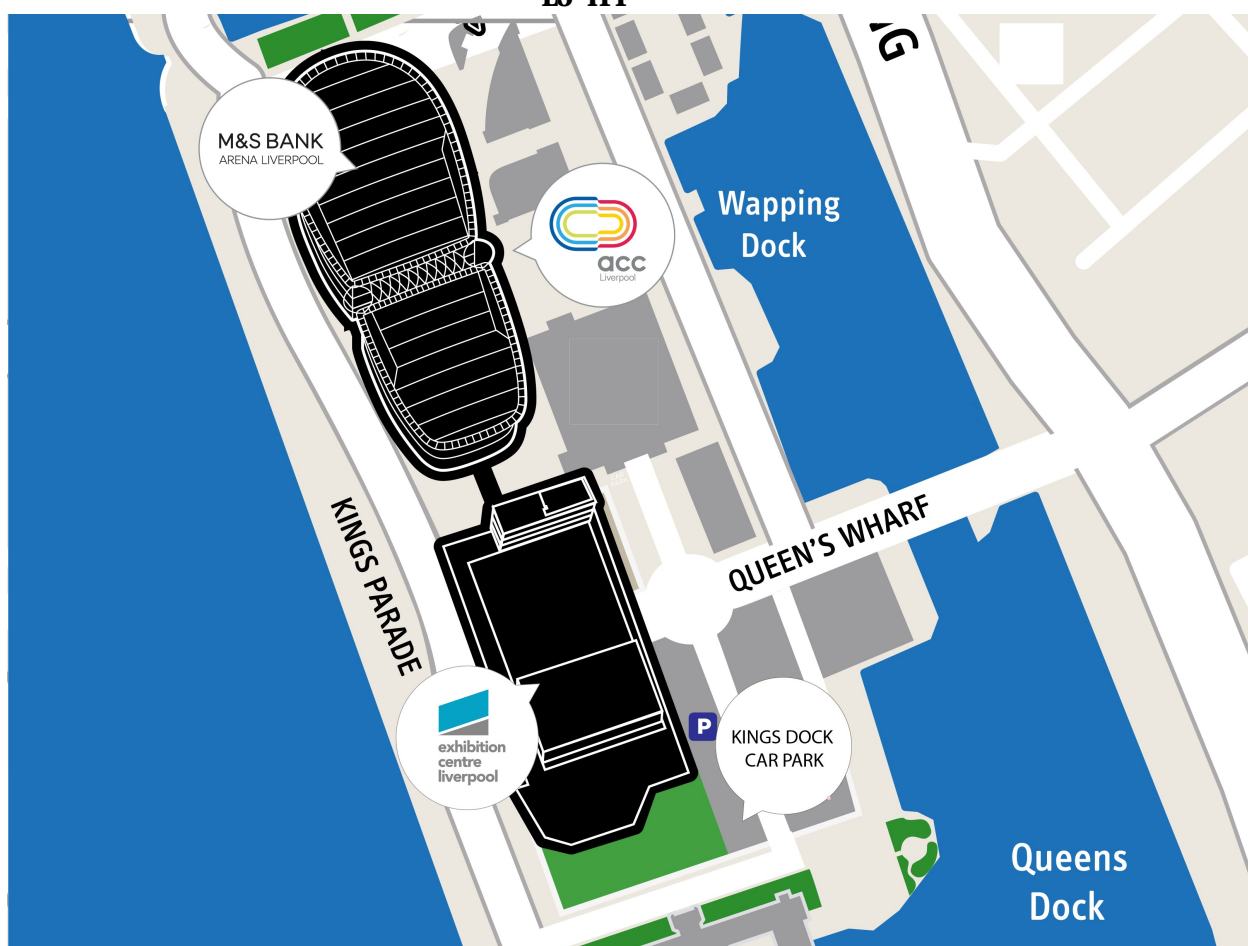 NG
M&S BANK
ARENA LIVERPOOL
acc
Liverpool
Wapping
Dock
KINGS PARADE
QUEEN'S WHARF
exhibition
centre
liverpool
P
KINGS DOCK
CAR PARK
Queens
Dock